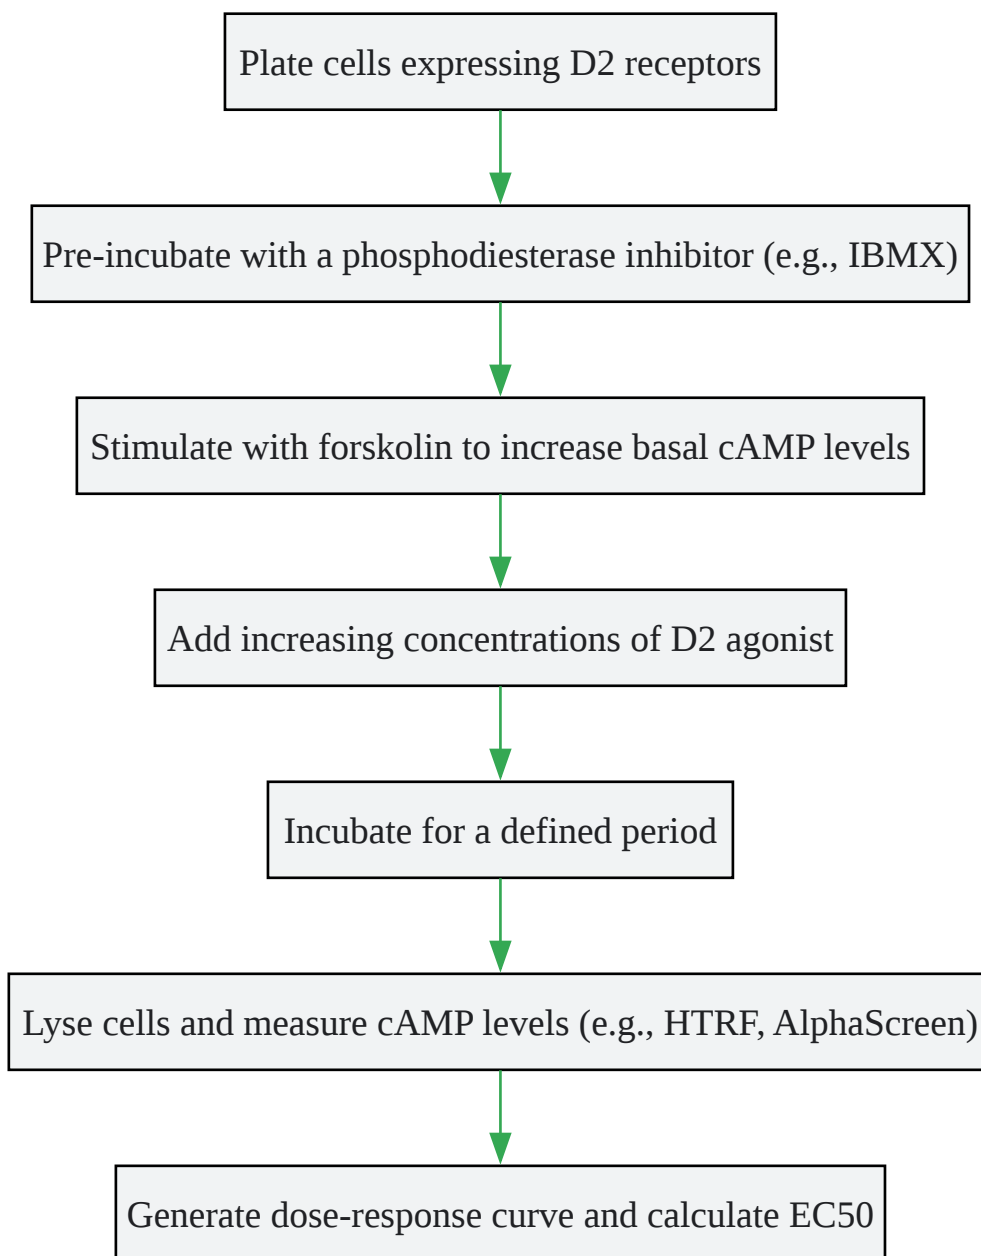 Plate cells expressing D2 receptors
Pre-incubate with a phosphodiesterase inhibitor (e.g., IBMX)
Stimulate with forskolin to increase basal cAMP levels
Add increasing concentrations of D2 agonist
Incubate for a defined period
Lyse cells and measure cAMP levels (e.g., HTRF, AlphaScreen)
Generate dose-response curve and calculate EC50